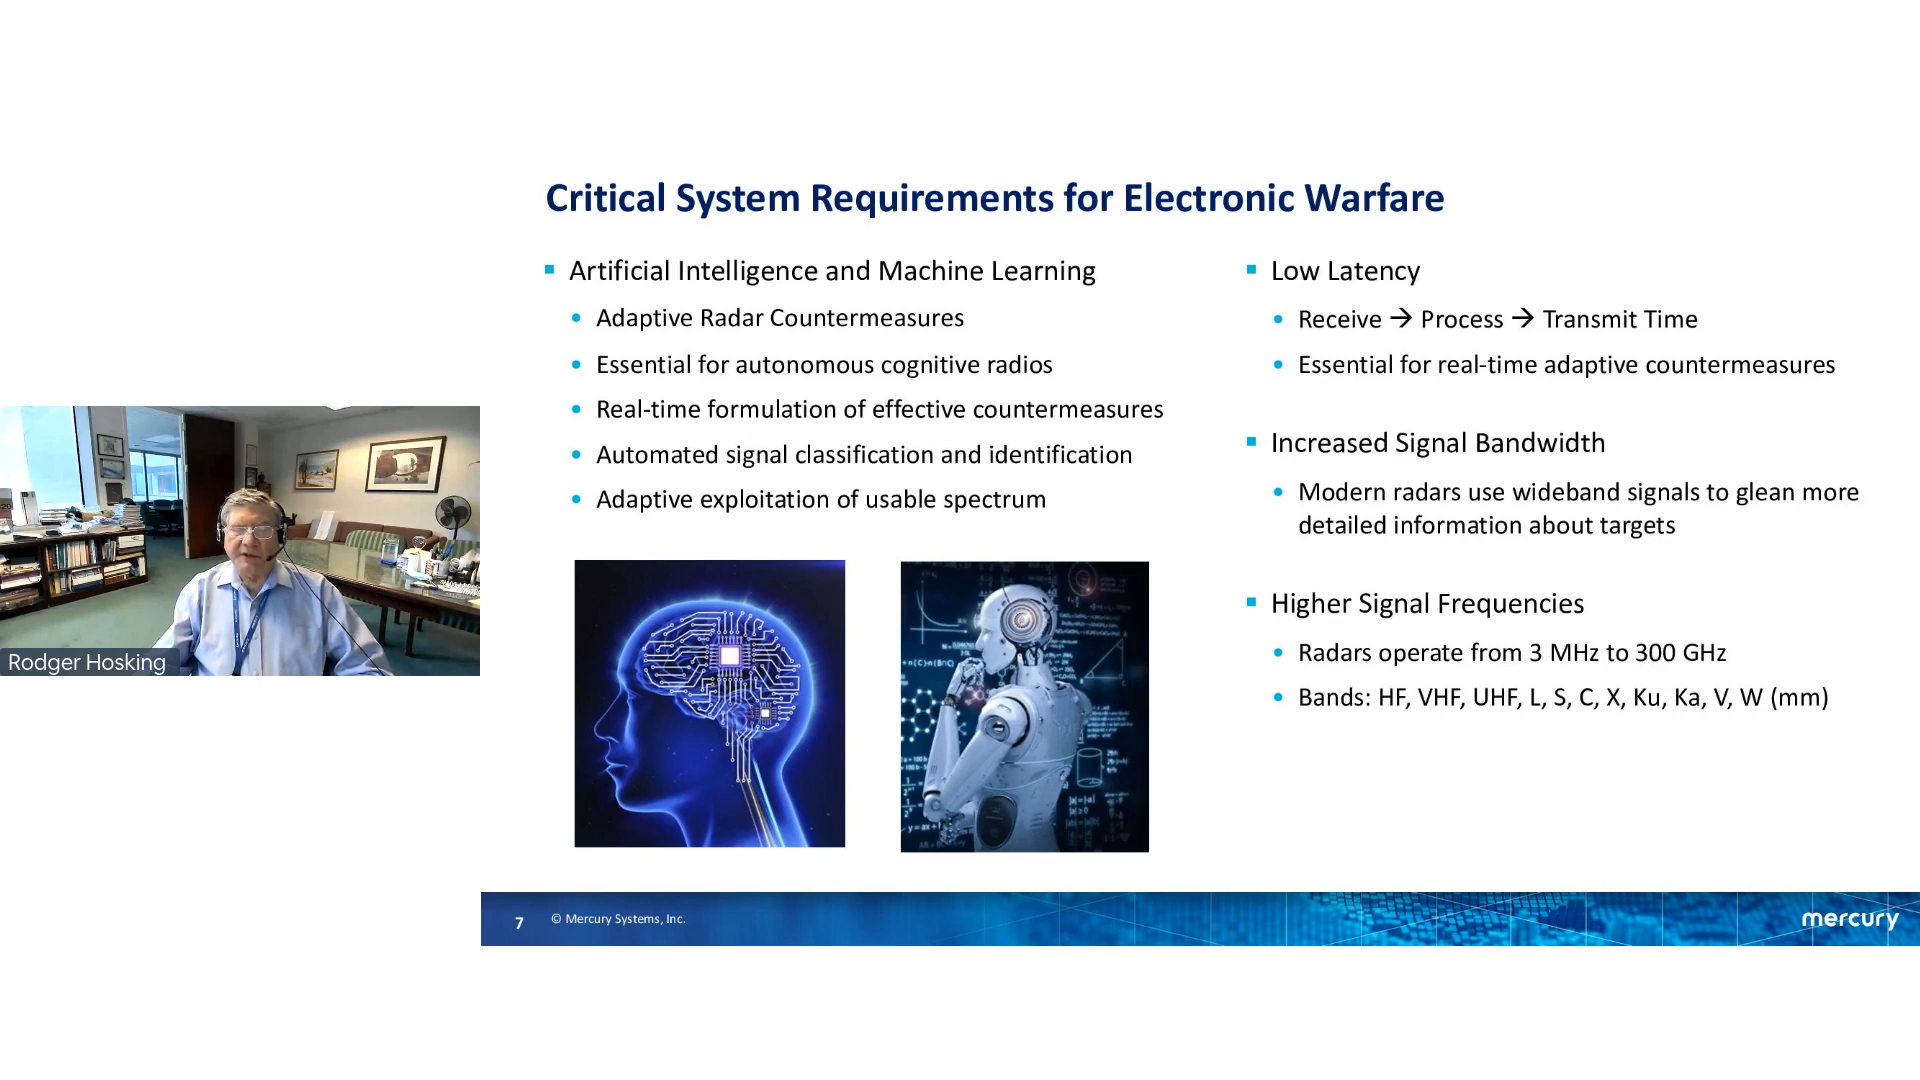 Critical System Requirements for Electronic Warfare
Artificial Intelligence and Machine Learning
Adaptive Radar Countermeasures
Essential for autonomous cognitive radios
Real-time formulation of effective countermeasures
Automated signal classification and identification
Adaptive exploitation of usable spectrum
Low Latency
Receive → Process → Transmit Time
Essential for real-time adaptive countermeasures
Increased Signal Bandwidth
Modern radars use wideband signals to glean more
detailed information about targets
Higher Signal Frequencies
Radars operate from 3 MHz to 300 GHz
Bands: HF, VHF, UHF, L, S, C, X, Ku, Ka, V, W (mm)
Rodger Hosking
7
© Mercury Systems, Inc.
mercury